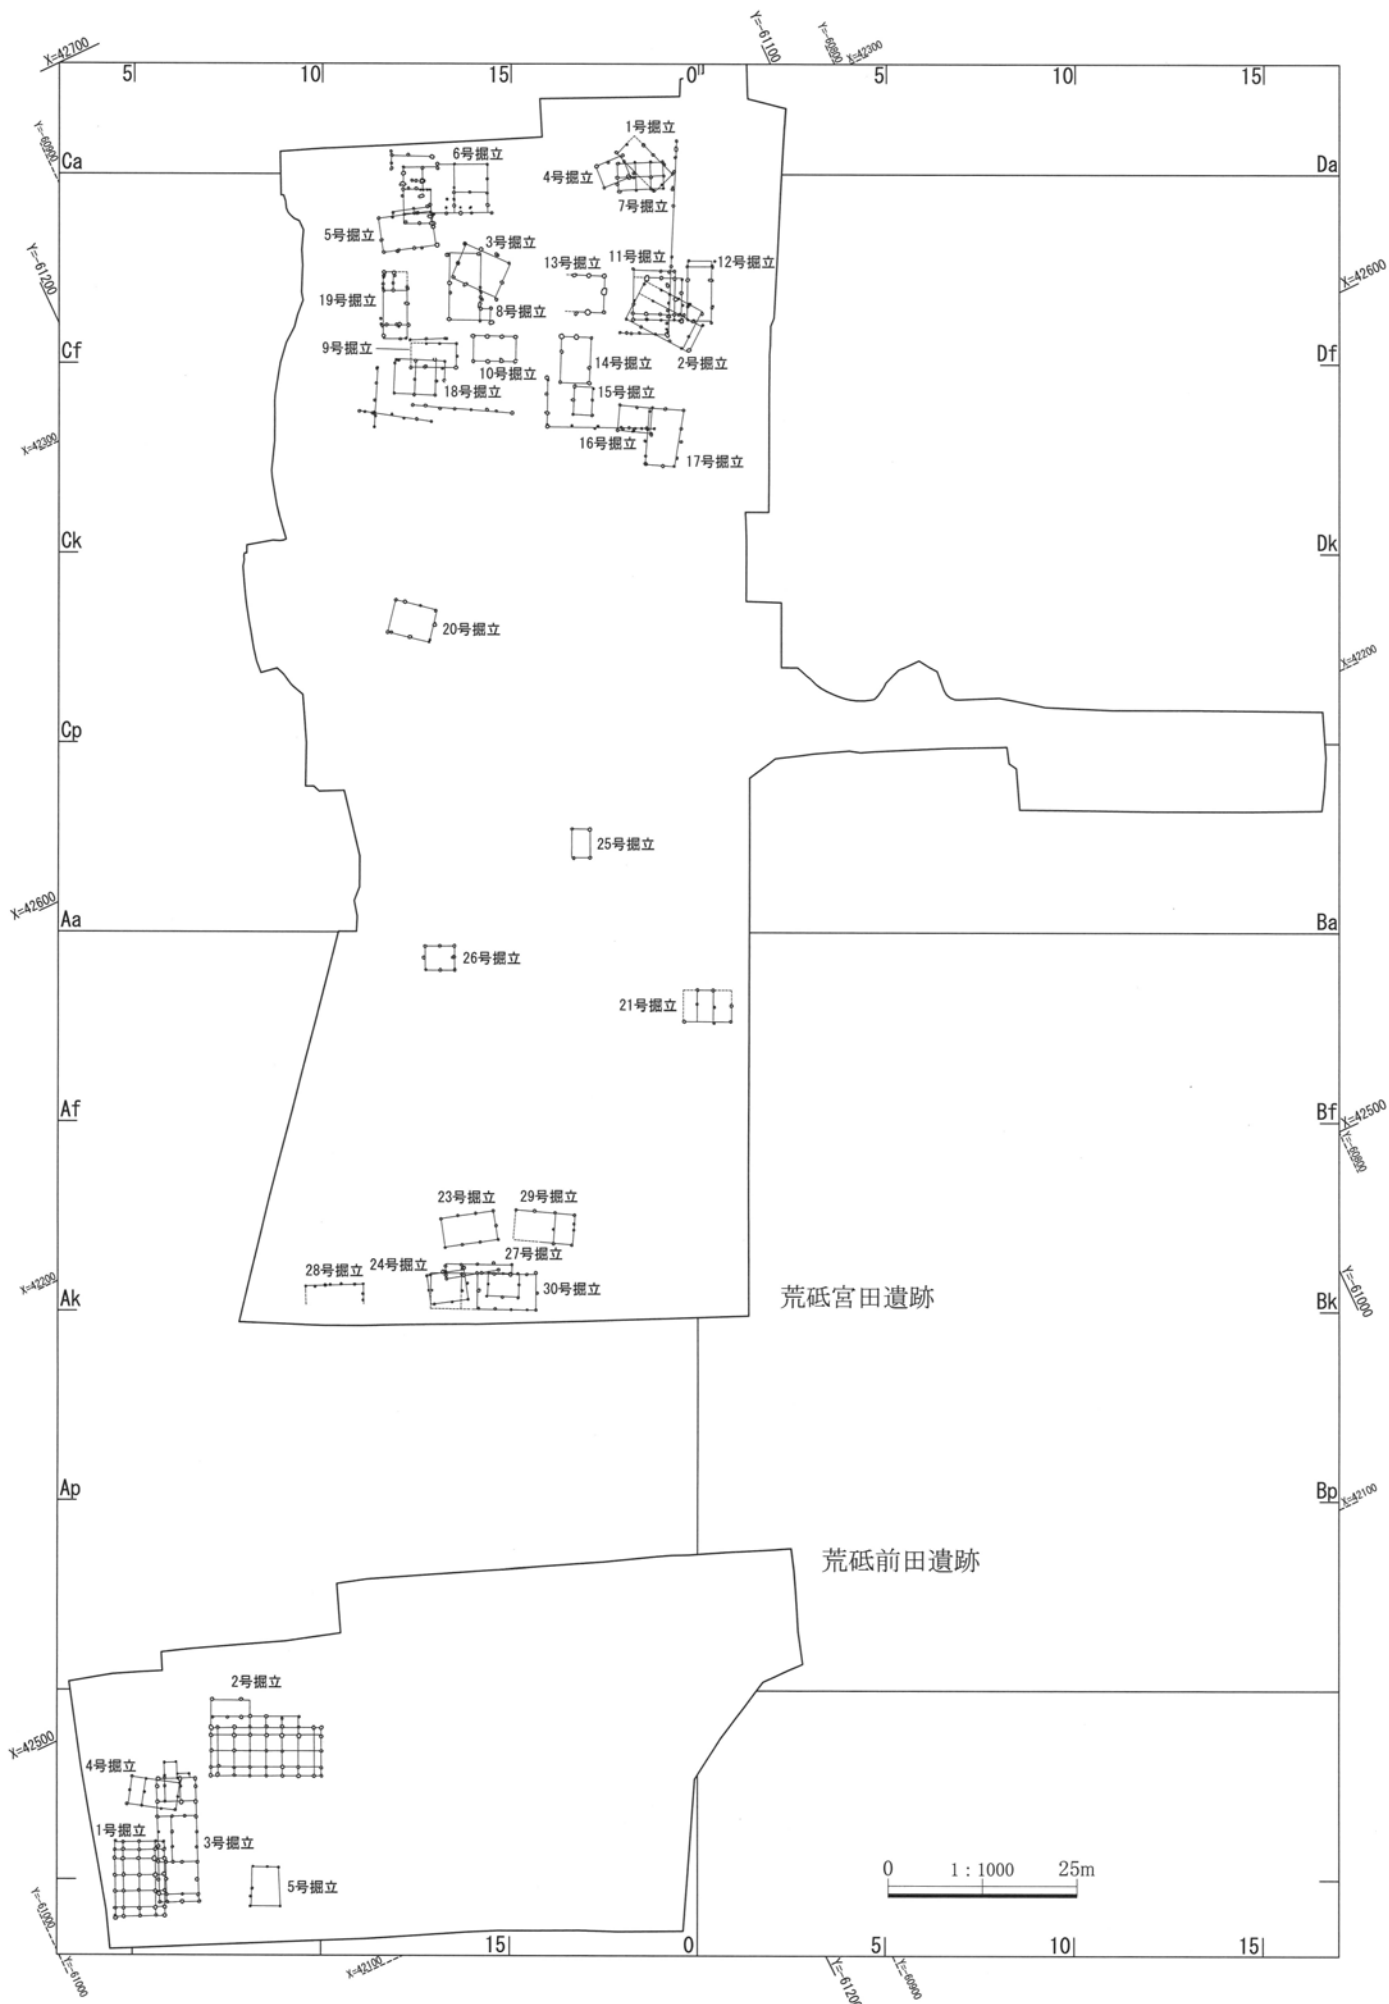 X=42700
Y=-61100
Y=-60800
X=42300
5
10
15
0
5
10
15
Y=-60900
Ca
Da
1号掘立
6号掘立
4号掘立
7号掘立
5号掘立
3号掘立
Y=-61200
13号掘立
11号掘立
12号掘立
X=42600
19号掘立
8号掘立
9号掘立
Cf
Df
10号掘立
14号掘立
2号掘立
18号掘立
15号掘立
X=42300
16号掘立
17号掘立
Ck
Dk
20号掘立
X=42200
Cp
25号掘立
X=42600
Aa
Ba
26号掘立
21号掘立
Af
Bf
X=42500
Y=-60800
23号掘立
29号掘立
27号掘立
24号掘立
28号掘立
30号掘立
X=42200
Y=-61000
Ak
Bk
荒砥宮田遺跡
Ap
Bp
X=42100
荒砥前田遺跡
2号掘立
X=42500
4号掘立
1号掘立
3号掘立
5号掘立
0
1:1000
25m
Y=-61000
15
0
5
10
15
Y=-61000
X=42100
Y=-61200
Y=-60900